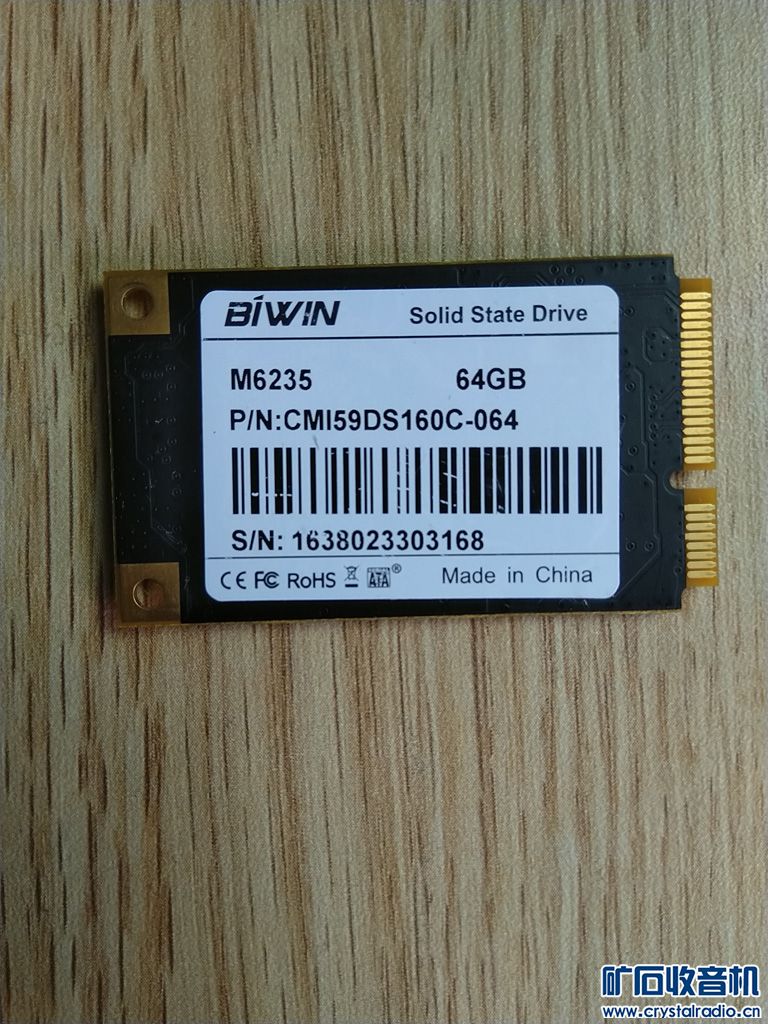 BIWIN Solid State Drive
M6235 64GB
P/N:CMI59DS160C-064
S/N: 1638023303168
CE FC RoHS SATA ® Made in China
矿石收音机
www.crystalradio.cn